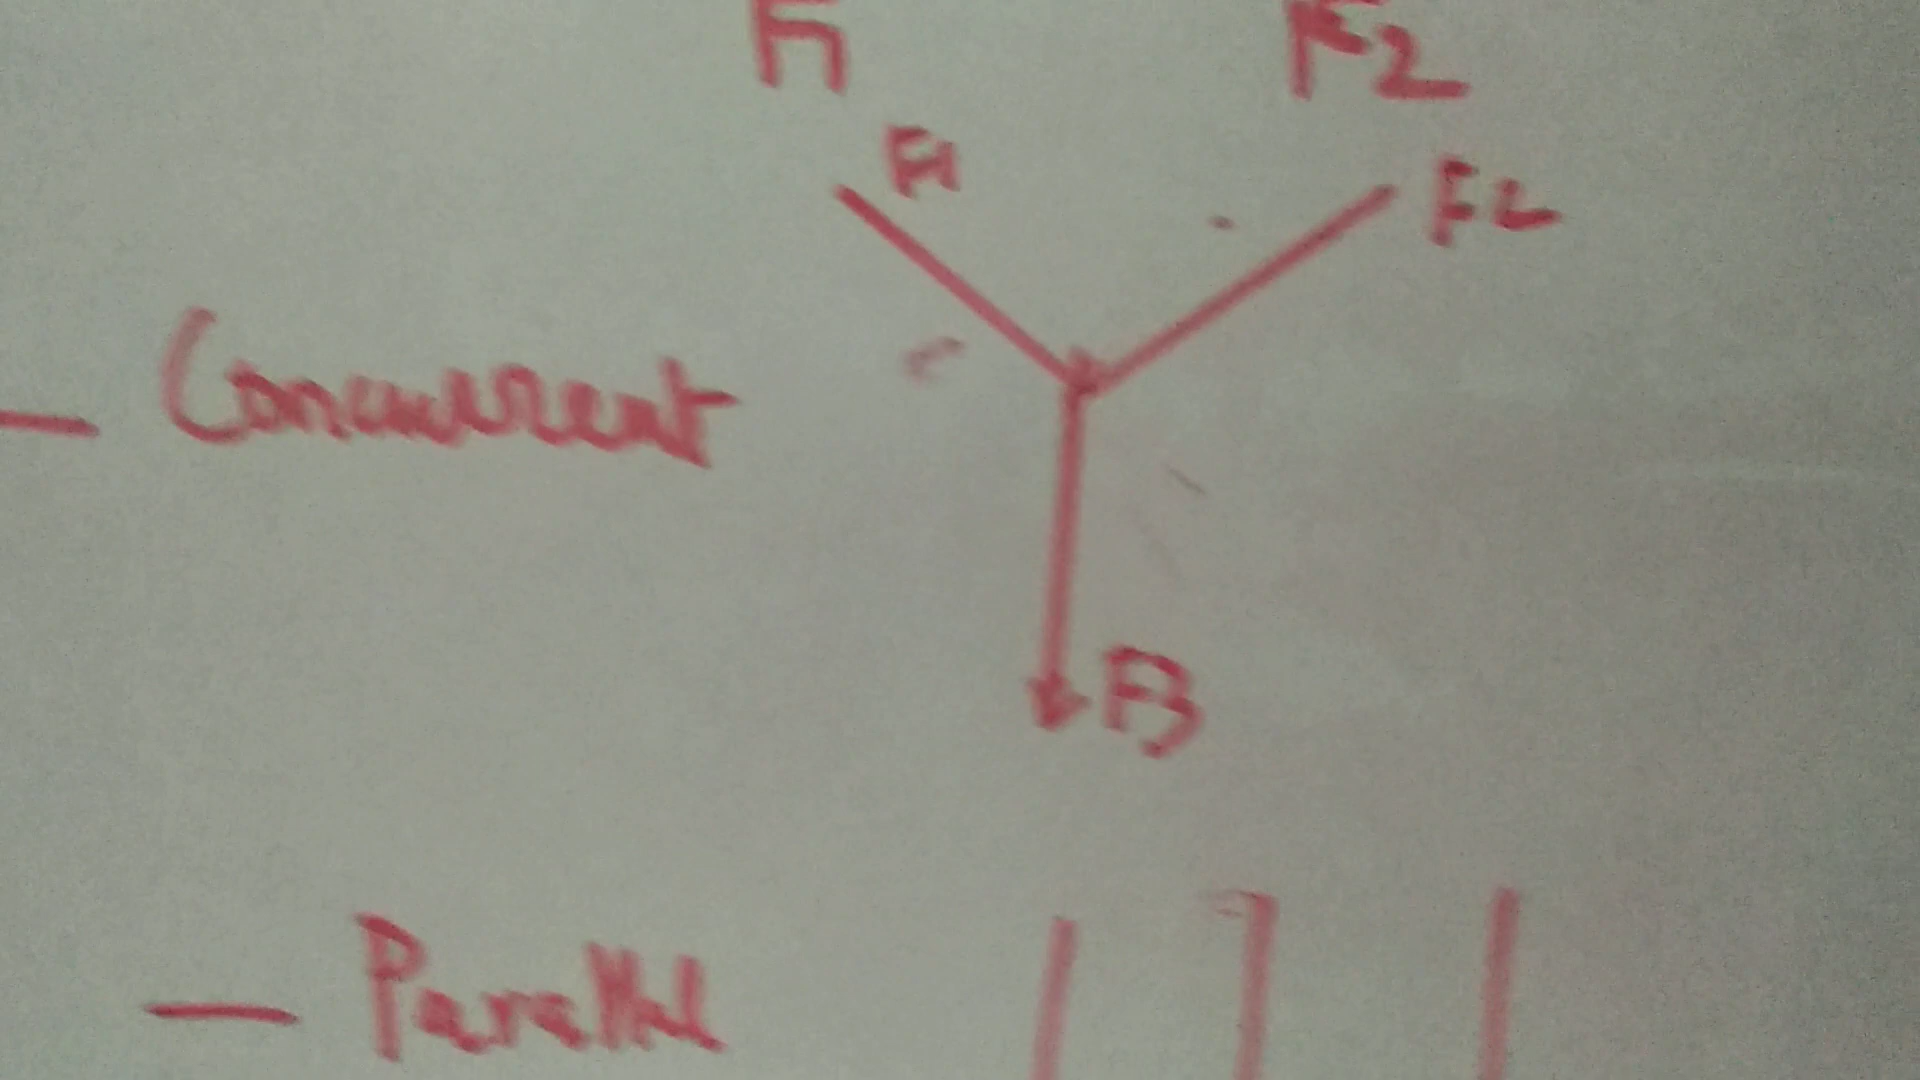 F1 F2
F1 F2
- Concurrent
F3
- Parallel